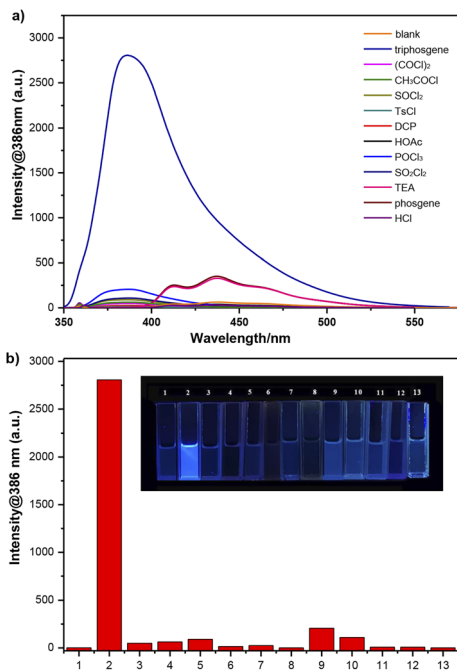 a)
3000
2500
2000
1500
1000
500
0
Intensity@386nm (a.u.)
blank
triphosgene
(COCl)₂
CH₃COCl
SOCl₂
TsCl
DCP
HOAc
POCl₃
SO₂Cl₂
TEA
phosgene
HCl
350 400 450 500 550
Wavelength/nm
b)
3000
2500
2000
1500
1000
500
0
Intensity@386 nm (a.u.)
1 2 3 4 5 6 7 8 9 10 11 12 13
1 2 3 4 5 6 7 8 9 10 11 12 13